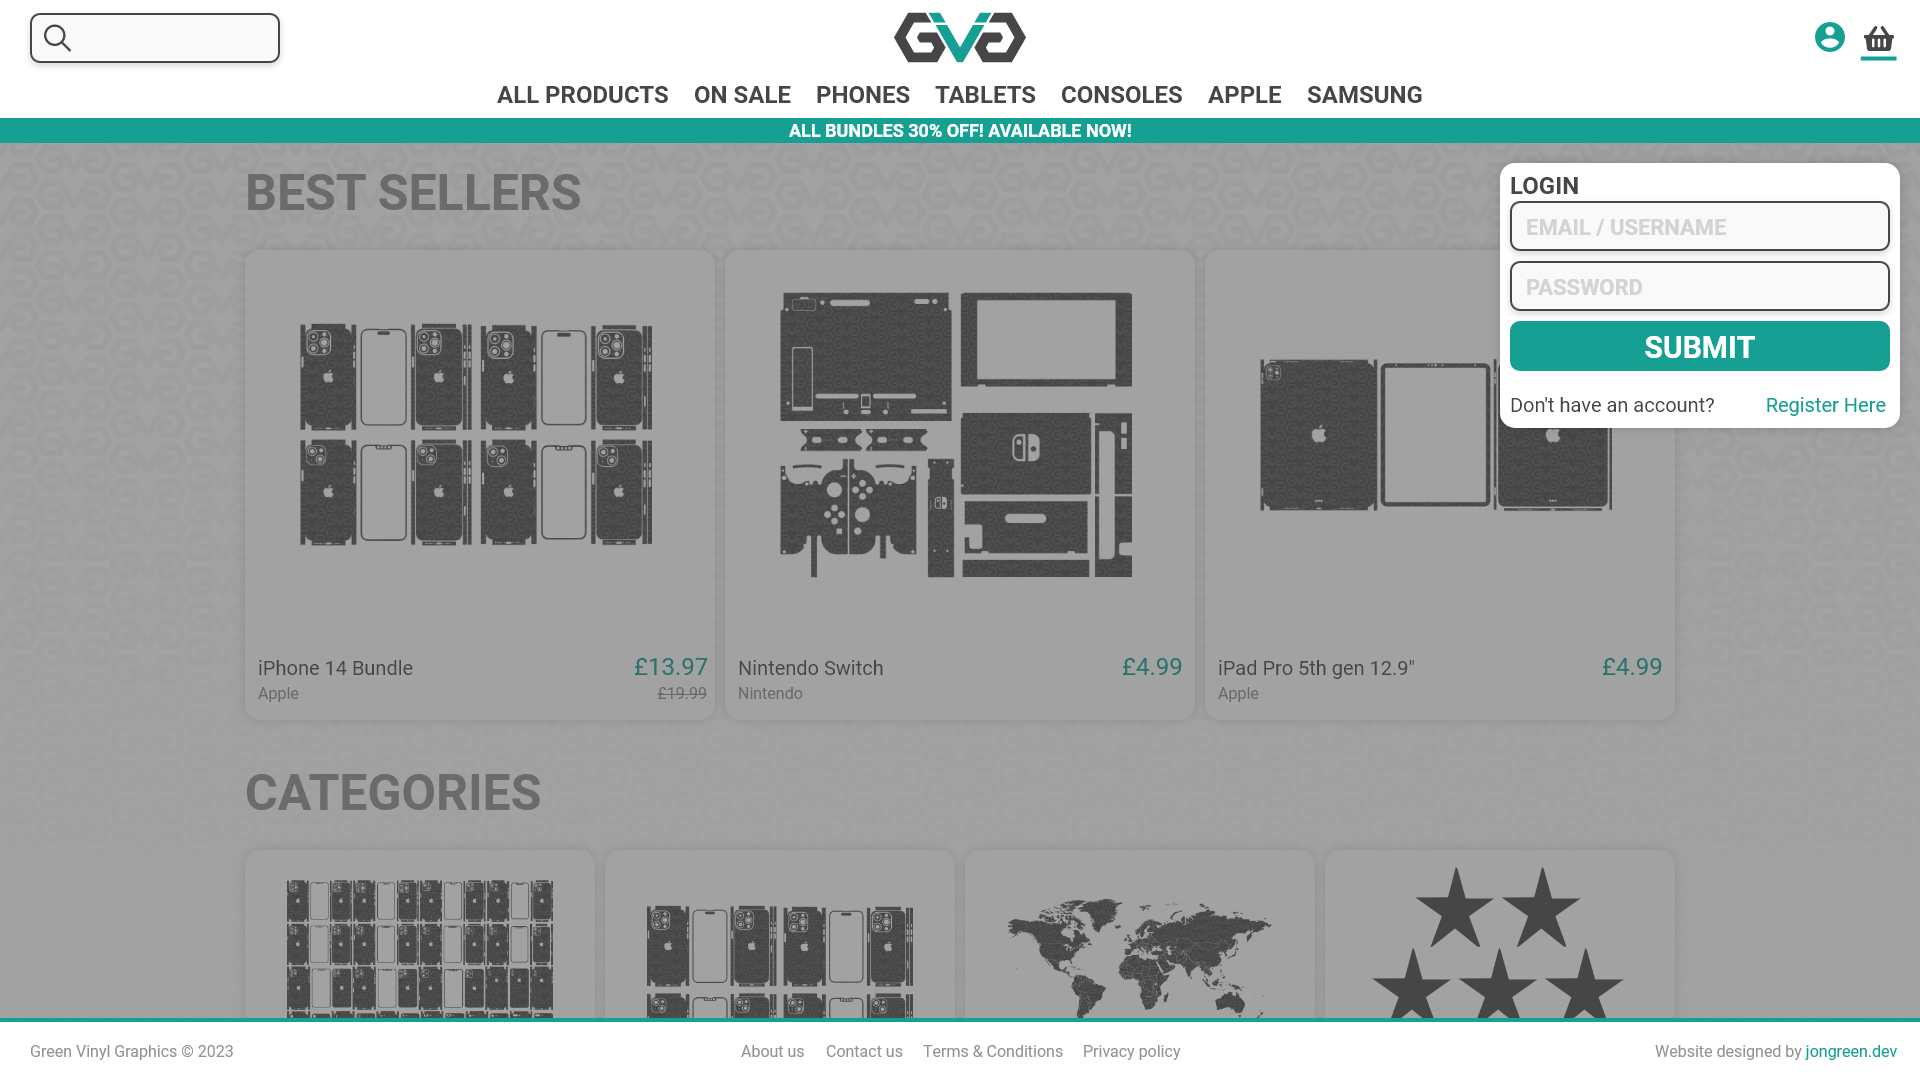 GVG
ALL PRODUCTS ON SALE PHONES TABLETS CONSOLES APPLE SAMSUNG
ALL BUNDLES 30% OFF! AVAILABLE NOW!
BEST SELLERS
LOGIN
EMAIL / USERNAME
PASSWORD
SUBMIT
Don't have an account? Register Here
iPhone 14 Bundle £13.97
Apple £19.99
Nintendo Switch £4.99
Nintendo
iPad Pro 5th gen 12.9" £4.99
Apple
CATEGORIES
Green Vinyl Graphics © 2023 About us Contact us Terms & Conditions Privacy policy Website designed by jongreen.dev